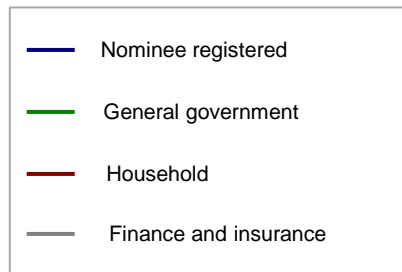 Nominee registered
General government
Household
Finance and insurance